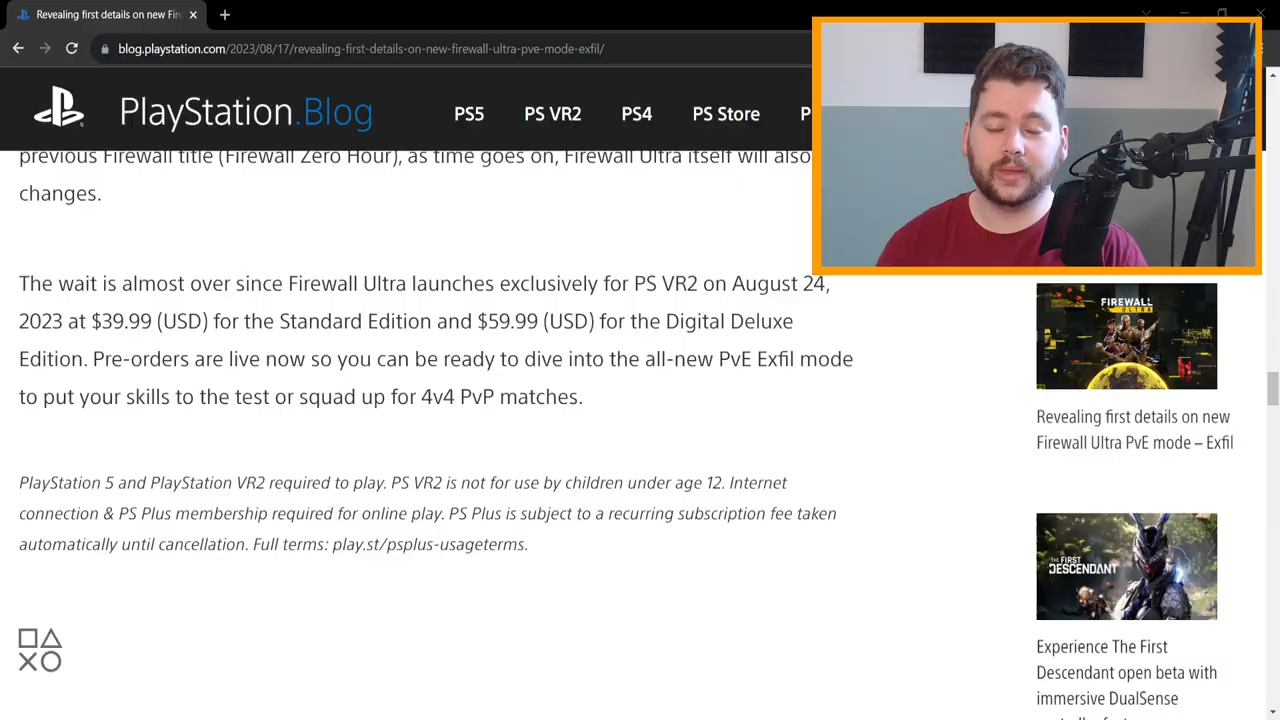 Revealing first details on new Fir
blog.playstation.com/2023/08/17/revealing-first-details-on-new-firewall-ultra-pve-mode-exfil/
PlayStation.Blog
PS5
PS VR2
PS4
PS Store
P
previous Firewall title (Firewall Zero Hour), as time goes on, Firewall Ultra itself will also
changes.
The wait is almost over since Firewall Ultra launches exclusively for PS VR2 on August 24,
2023 at $39.99 (USD) for the Standard Edition and $59.99 (USD) for the Digital Deluxe
Edition. Pre-orders are live now so you can be ready to dive into the all-new PvE Exfil mode
to put your skills to the test or squad up for 4v4 PvP matches.
PlayStation 5 and PlayStation VR2 required to play. PS VR2 is not for use by children under age 12. Internet
connection & PS Plus membership required for online play. PS Plus is subject to a recurring subscription fee taken
automatically until cancellation. Full terms: play.st/psplus-usageterms.
FIREWALL
ULTRA
Revealing first details on new
Firewall Ultra PvE mode – Exfil
THE FIRST
DESCENDANT
Experience The First
Descendant open beta with
immersive DualSense